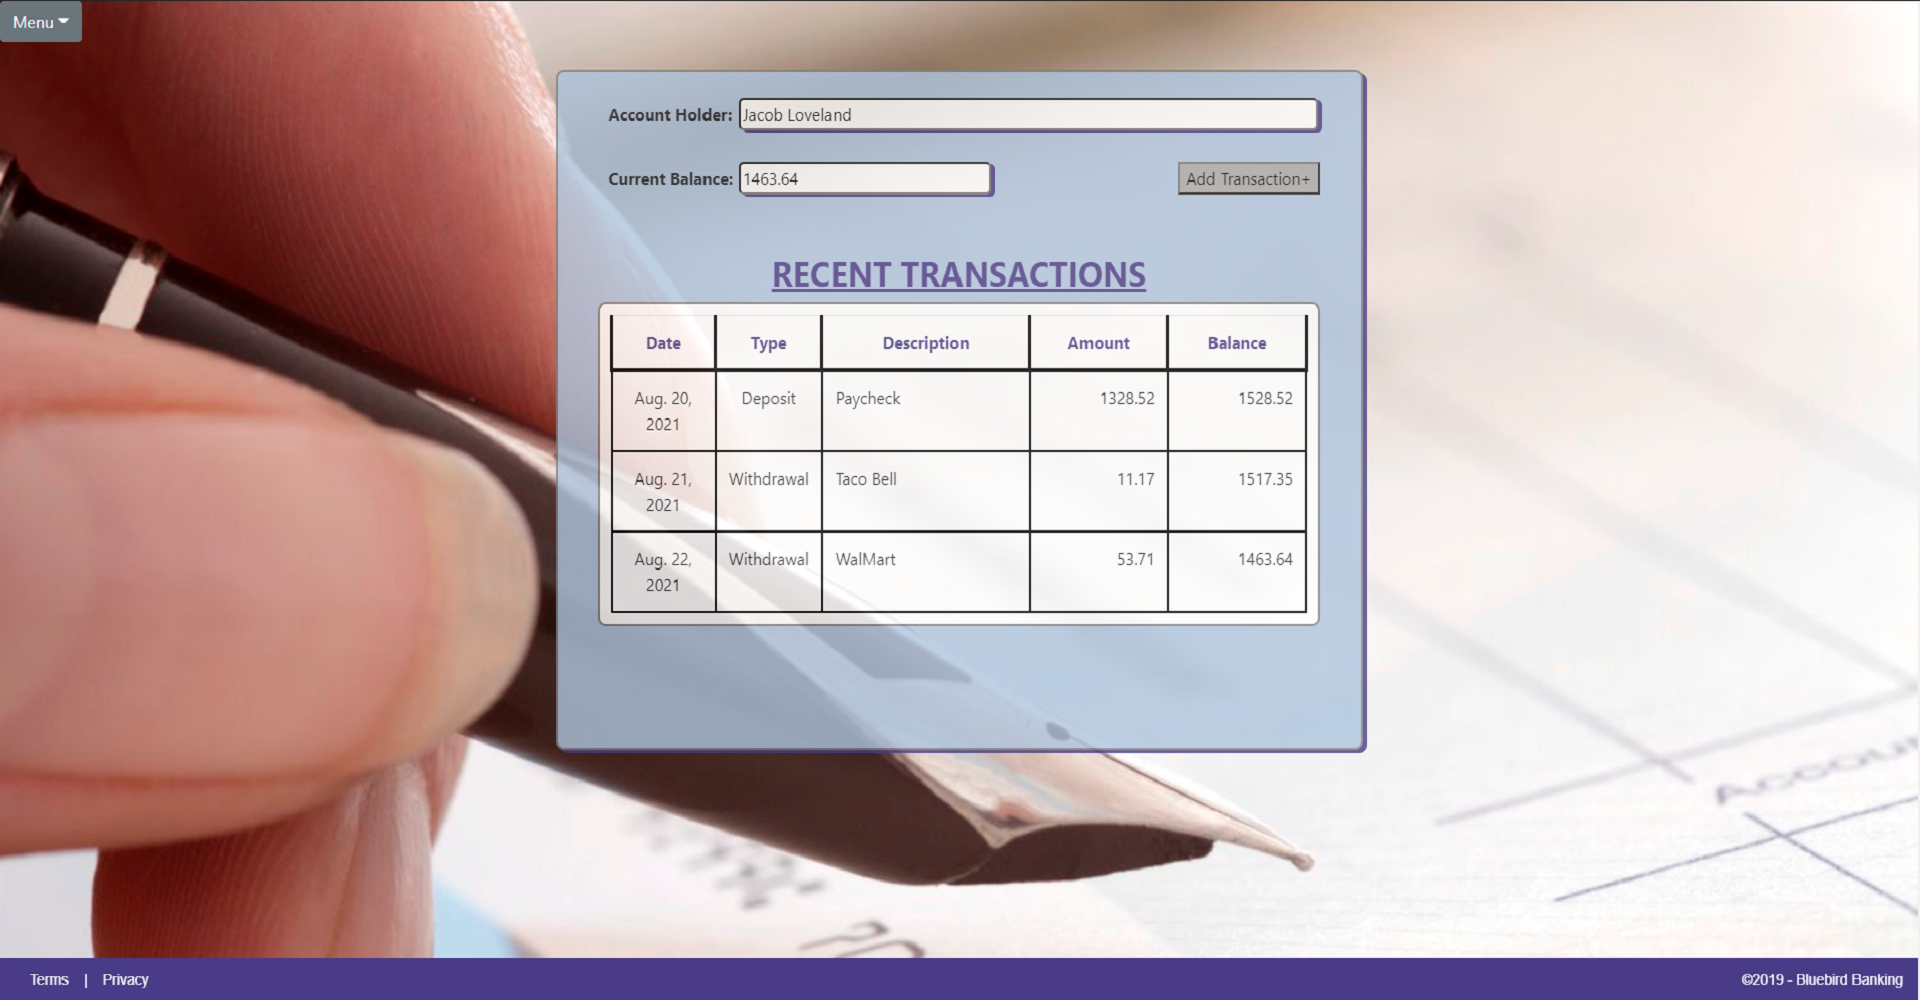 Menu
Account Holder: Jacob Loveland
Current Balance: 1463.64 Add Transaction+
RECENT TRANSACTIONS
Date Type Description Amount Balance
Aug. 20, Deposit Paycheck 1328.52 1528.52
2021
Aug. 21, Withdrawal Taco Bell 11.17 1517.35
2021
Aug. 22, Withdrawal WalMart 53.71 1463.64
2021
Terms | Privacy ©2019 - Bluebird Banking